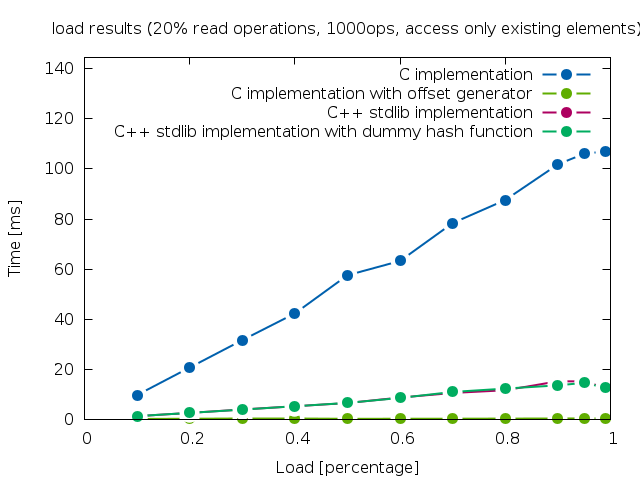 load results (20% read operations, 1000ops, access only existing elements)
140
120
100
80
60
40
20
0
C implementation
C implementation with offset generator
C++ stdlib implementation
C++ stdlib implementation with dummy hash function
Time [ms]
0
0.2
0.4
0.6
0.8
1
Load [percentage]